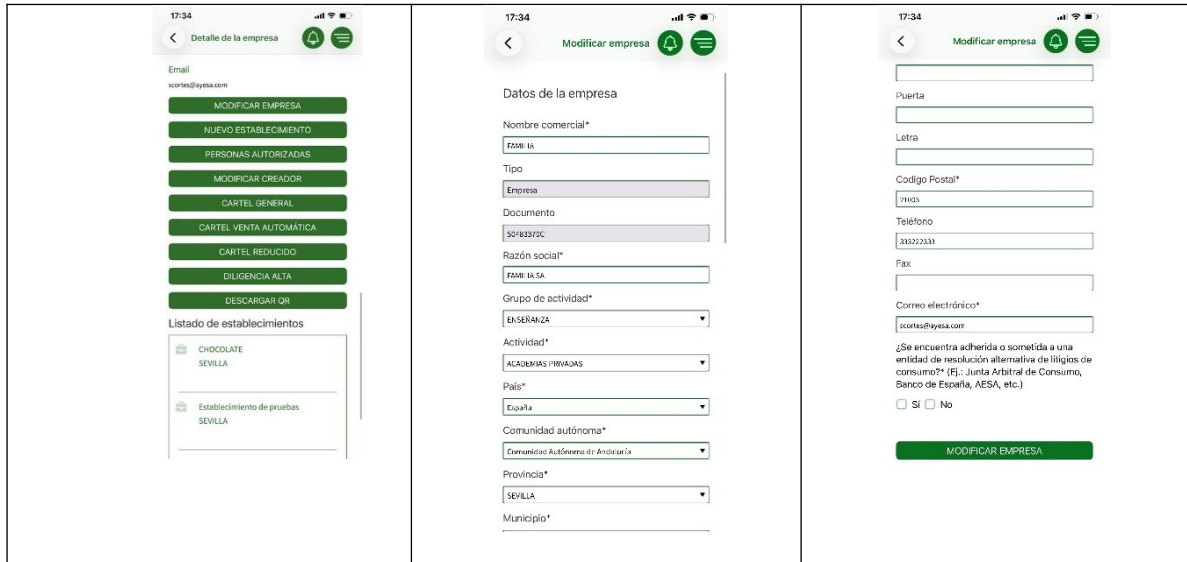 17:34
Detalle de la empresa
Email
scortes@ayesa.com
MODIFICAR EMPRESA
NUEVO ESTABLECIMIENTO
PERSONAS AUTORIZADAS
MODIFICAR CREADOR
CARTEL GENERAL
CARTEL VENTA AUTOMÁTICA
CARTEL REDUCIDO
DILIGENCIA ALTA
DESCARGAR QR
Listado de establecimientos
CHOCOLATE
SEVILLA
Establecimiento de pruebas
SEVILLA
17:34
Modificar empresa
Datos de la empresa
Nombre comercial*
FAMILIA
Tipo
Empresa
Documento
50483370C
Razón social*
FAMILIA SA
Grupo de actividad*
ENSEÑANZA
Actividad*
ACADEMIAS PRIVADAS
País*
España
Comunidad autónoma*
Comunidad Autónoma de Andalucía
Provincia*
SEVILLA
Municipio*
17:34
Modificar empresa
Puerta
Letra
Codigo Postal*
21003
Teléfono
333222333
Fax
Correo electrónico*
scortes@ayesa.com
¿Se encuentra adherida o sometida a una
entidad de resolución alternativa de litigios de
consumo?* (Ej.: Junta Arbitral de Consumo,
Banco de España, AESA, etc.)
Sí No
MODIFICAR EMPRESA